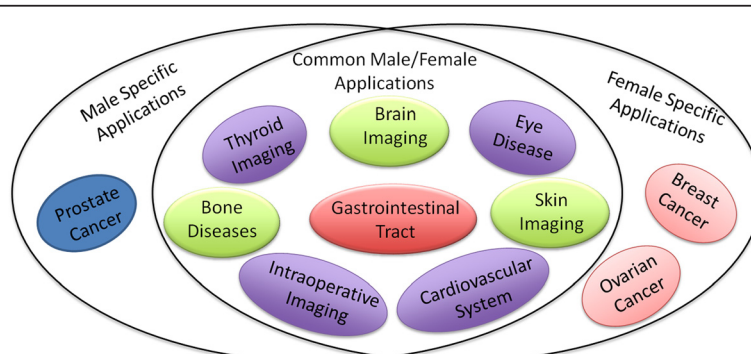 Male Specific
Applications
Common Male/Female
Applications
Female Specific
Applications
Thyroid
Imaging
Brain
Imaging
Eye
Disease
Prostate
Cancer
Bone
Diseases
Gastrointestinal
Tract
Skin
Imaging
Breast
Cancer
Intraoperative
Imaging
Cardiovascular
System
Ovarian
Cancer